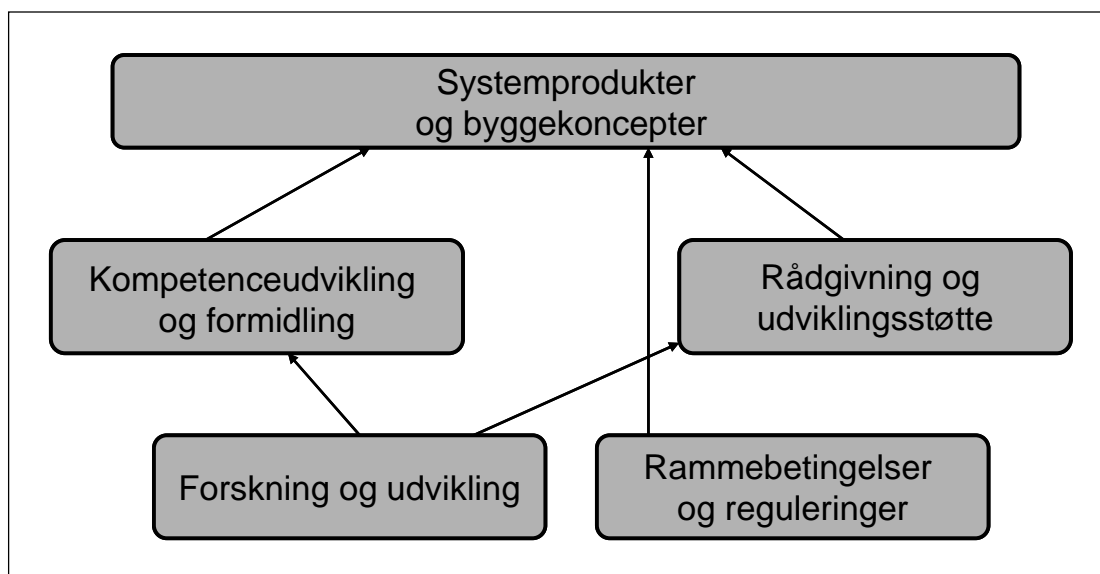 Systemprodukter
og byggekoncepter
Kompetenceudvikling
og formidling
Rådgivning og
udviklingsstøtte
Forskning og udvikling
Rammebetingelser
og reguleringer